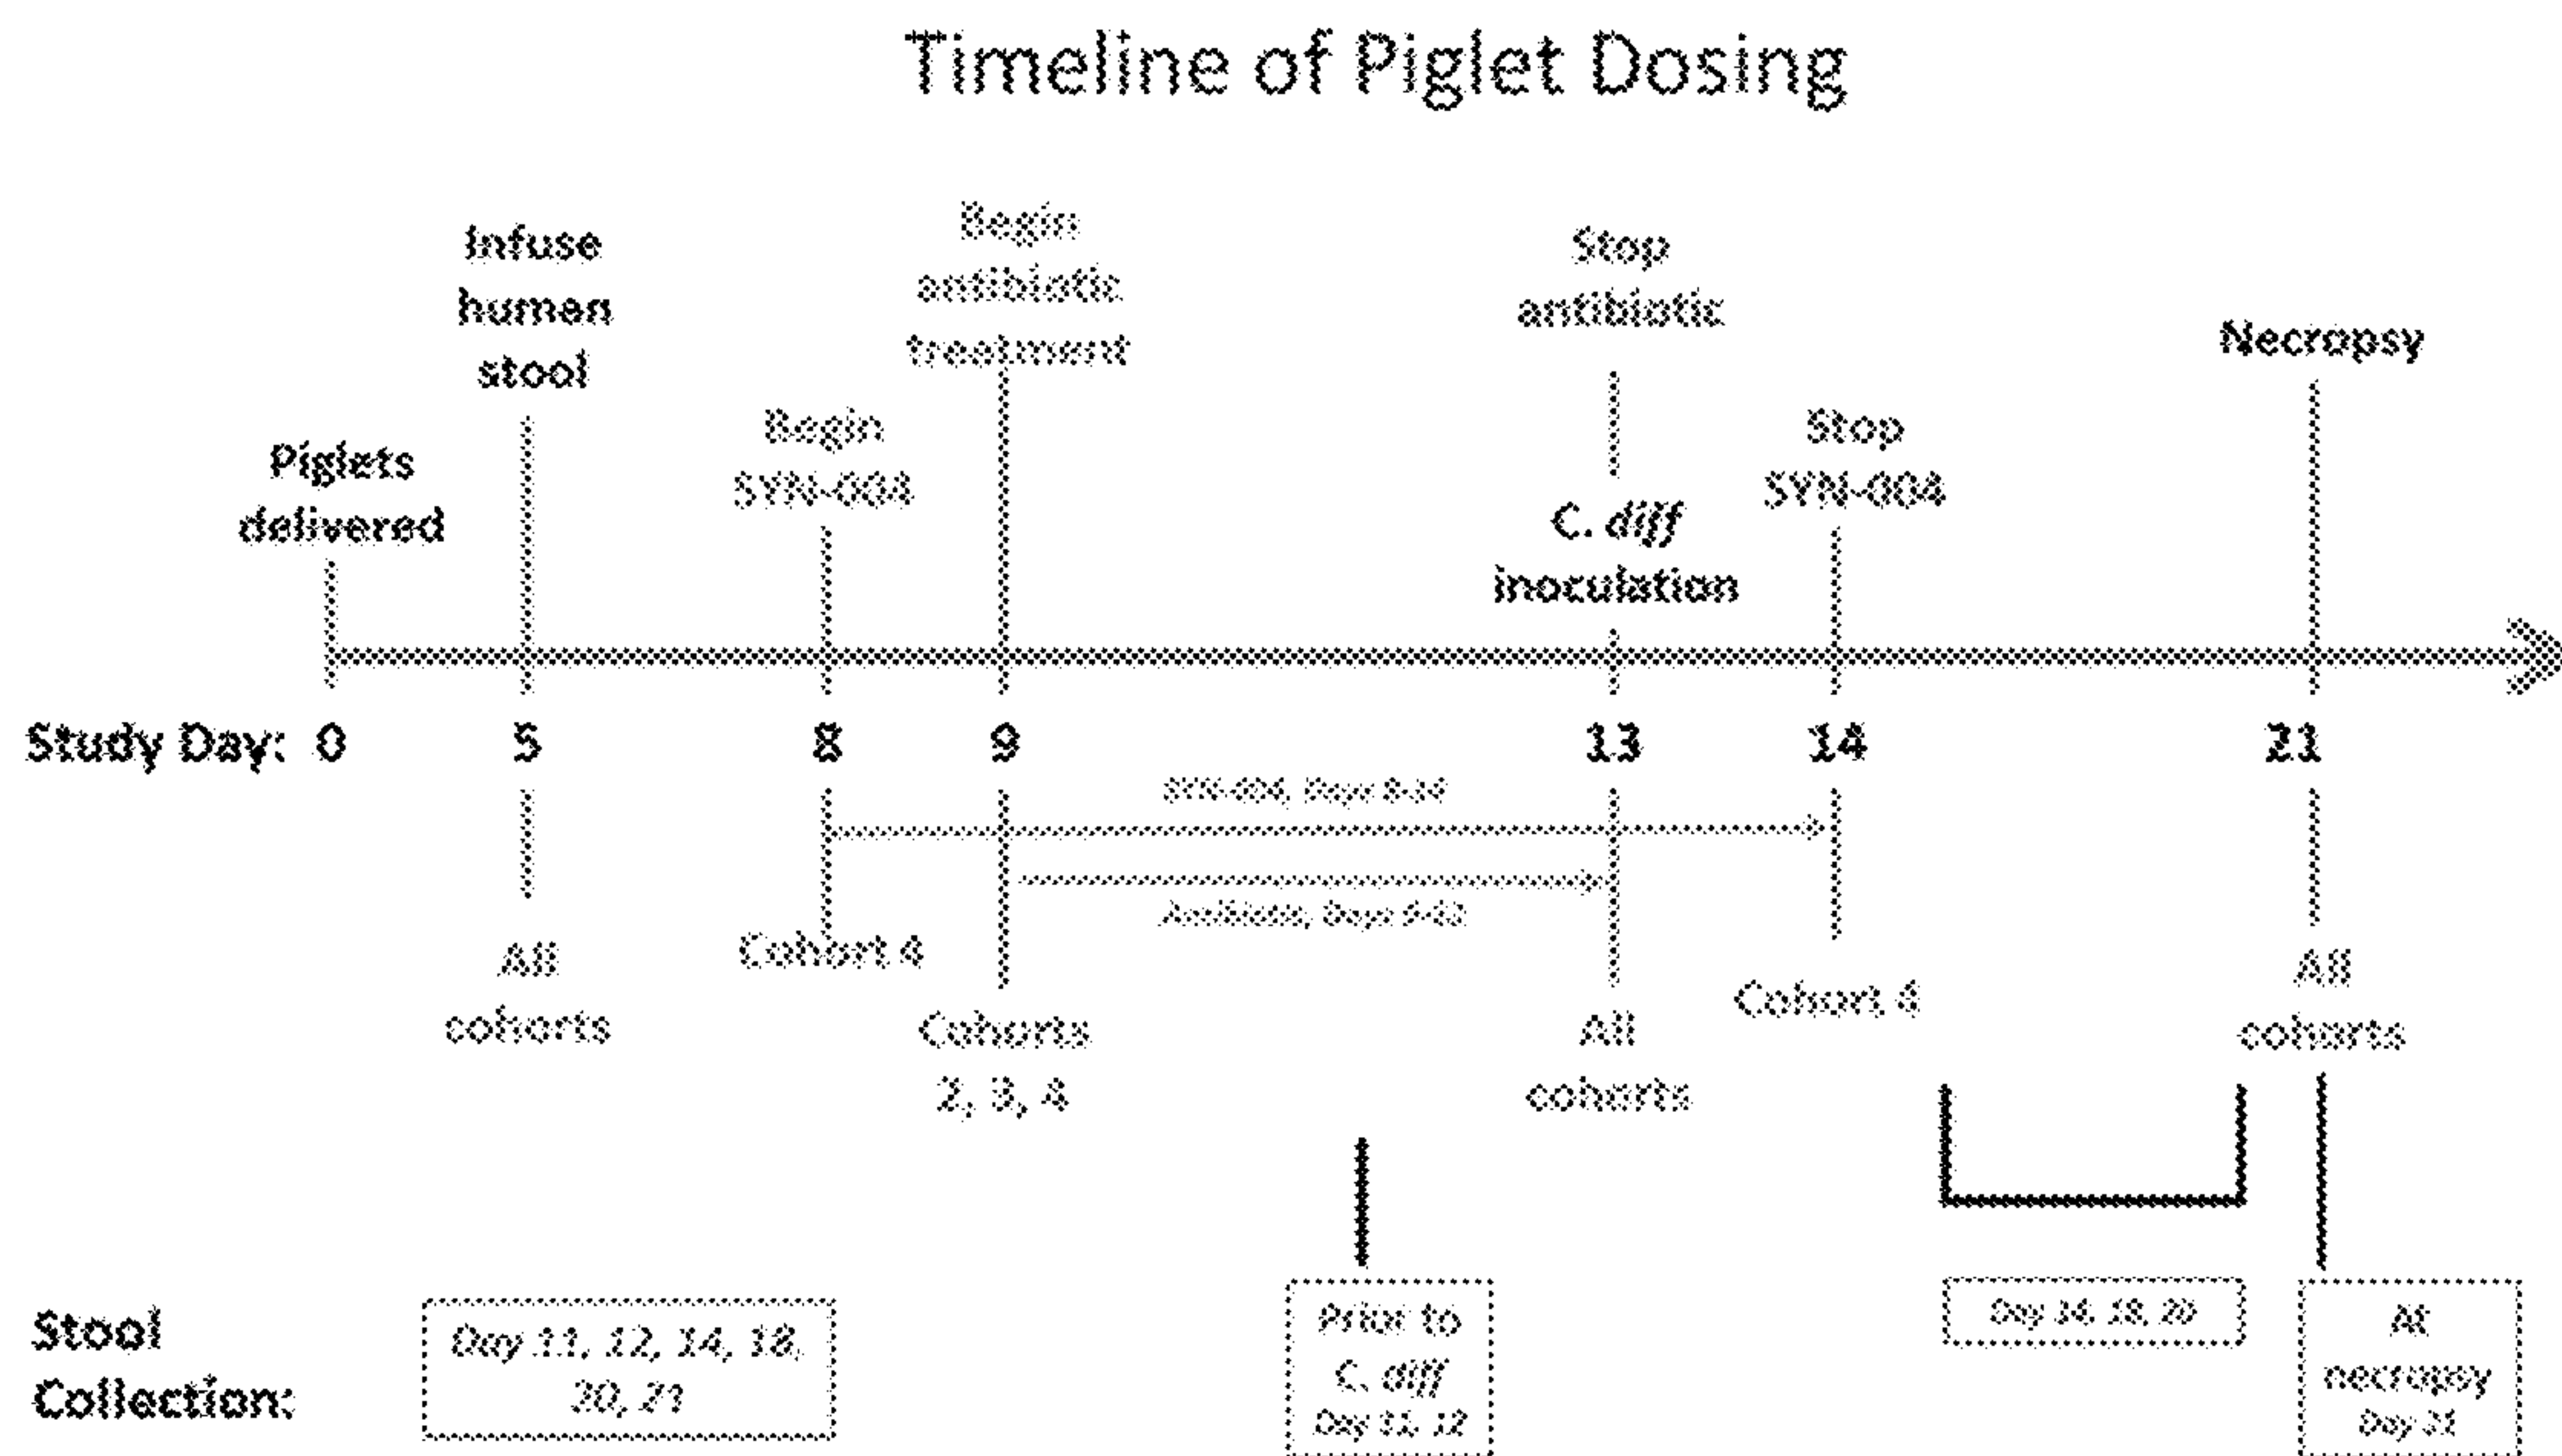 Timeline of Piglet Dosing
Infuse
human
stool
Begin
antibiotic
treatment
Stop
antibiotic
Necropsy
Piglets
delivered
Begin
SYN-004
C. diff
inoculation
Stop
SYN-004
Study Day: 0 5 8 9 13 14 21
SYN-004, Days 8-14
Antibiotic, Days 9-13
All
cohorts
Cohort 4
Cohorts
2, 3, 4
All
cohorts
Cohort 4
All
cohorts
Stool
Collection:
Day 11, 12, 14, 18,
20, 21
Prior to
C. diff
Day 11, 12
Day 14, 18, 20
At
necropsy
Day 21